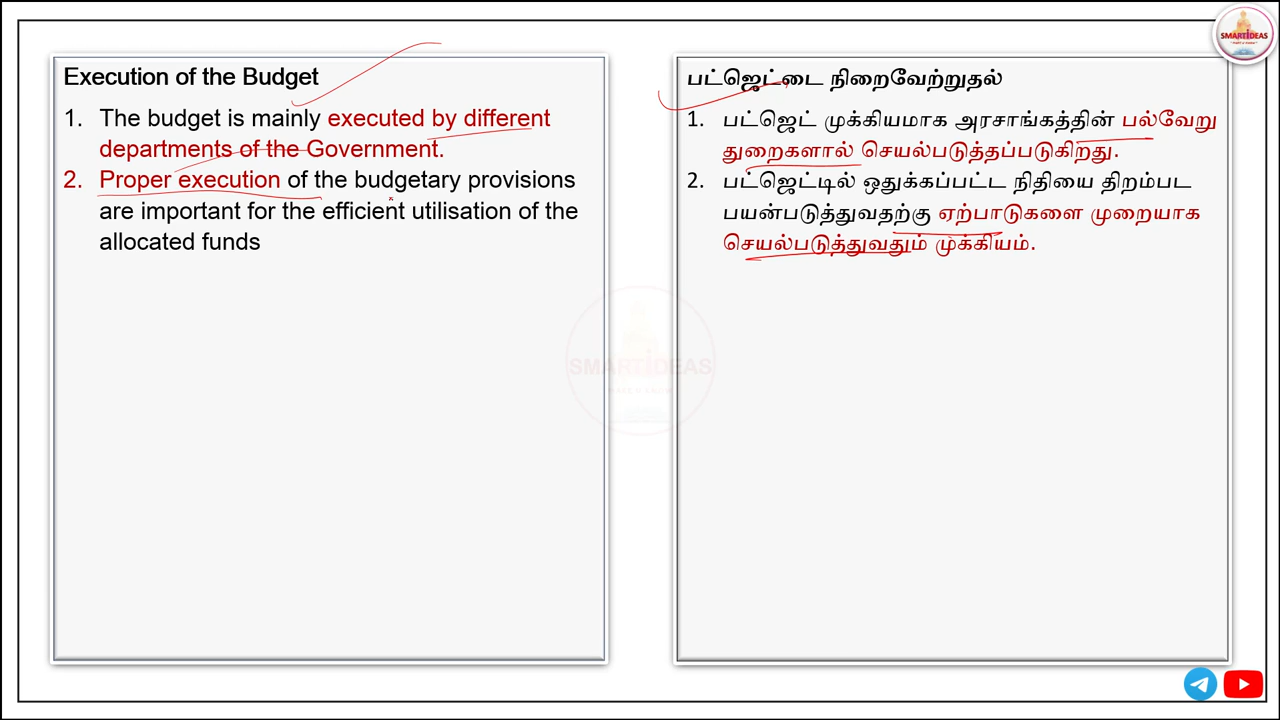 SMARTIDEAS
Execution of the Budget
1. The budget is mainly executed by different
departments of the Government.
2. Proper execution of the budgetary provisions
are important for the efficient utilisation of the
allocated funds
பட்ஜெட்டை நிறைவேற்றுதல்
1. பட்ஜெட் முக்கியமாக அரசாங்கத்தின் பல்வேறு
துறைகளால் செயல்படுத்தப்படுகிறது.
2. பட்ஜெட்டில் ஒதுக்கப்பட்ட நிதியை திறம்பட
பயன்படுத்துவதற்கு ஏற்பாடுகளை முறையாக
செயல்படுத்துவதும் முக்கியம்.
SMARTIDEAS